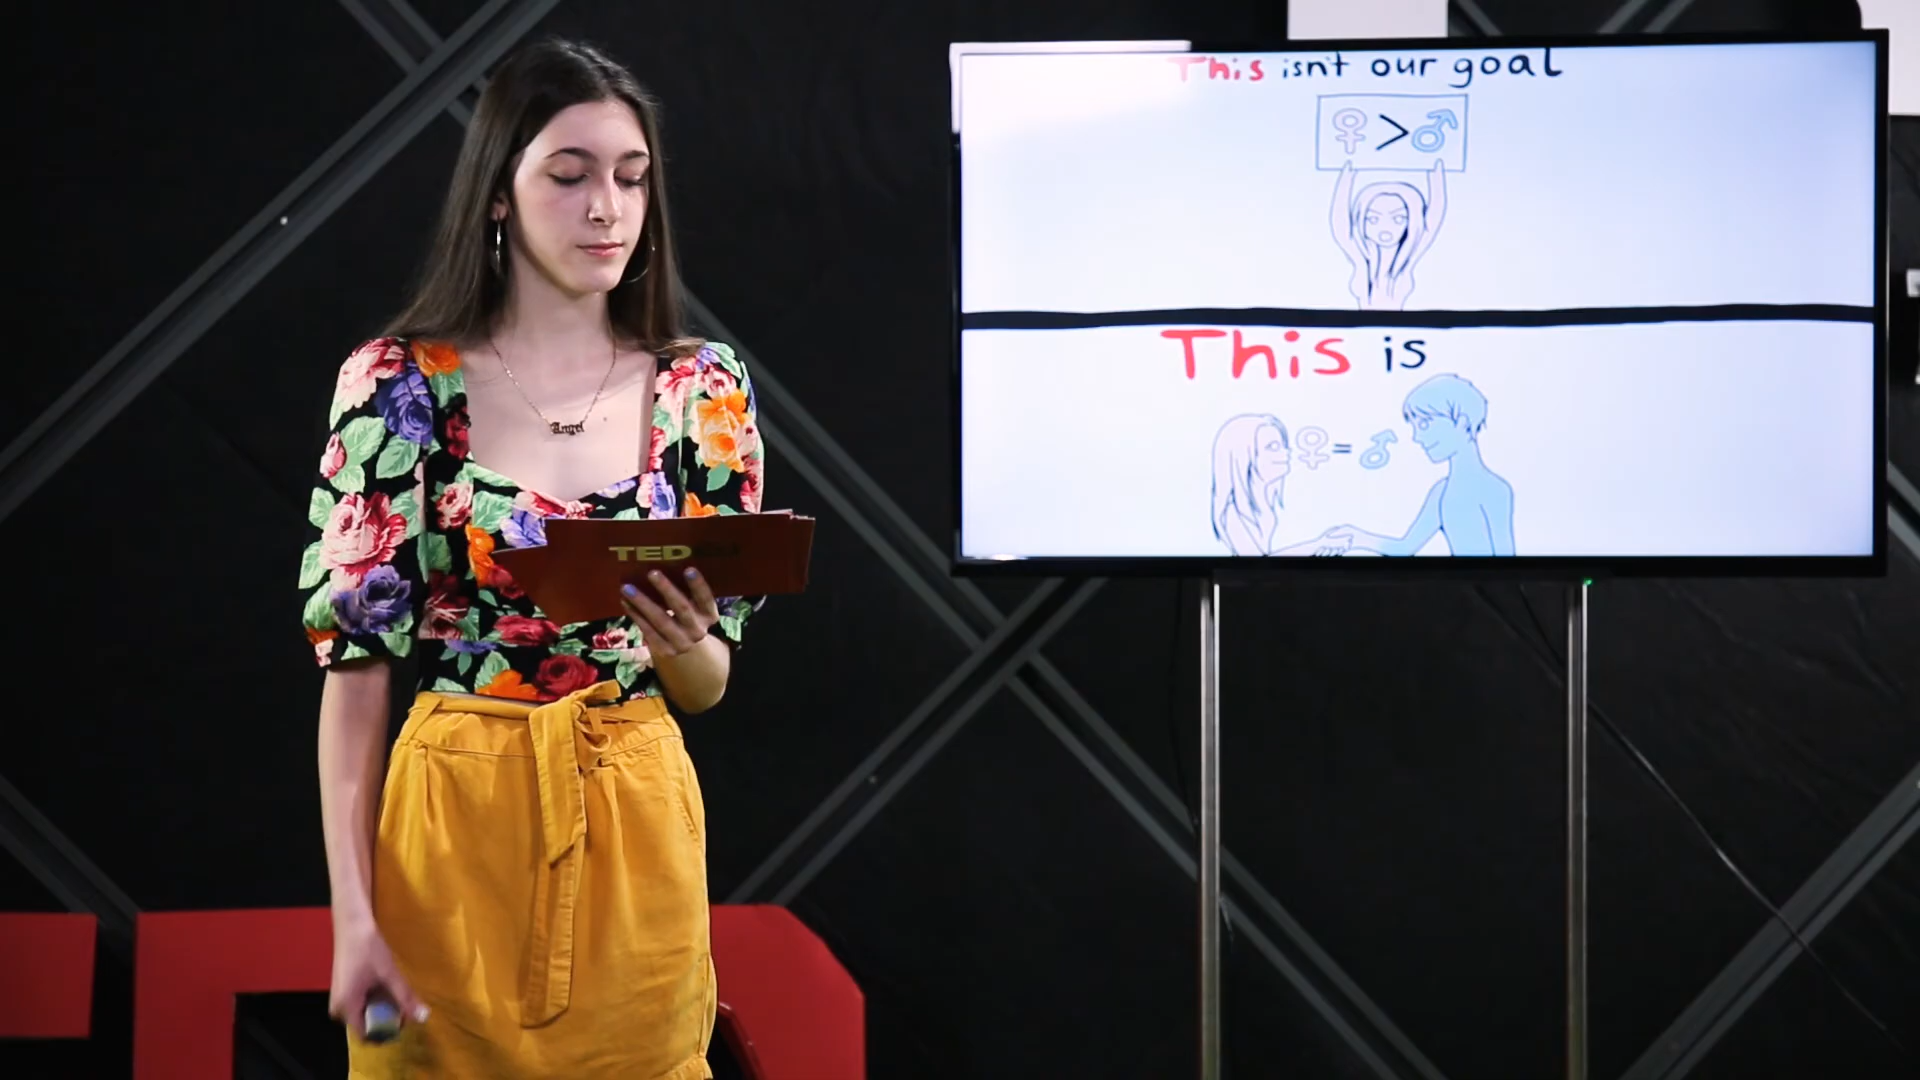 This isn't our goal
♀ > ♂
This is
♀ = ♂
Angel
TED